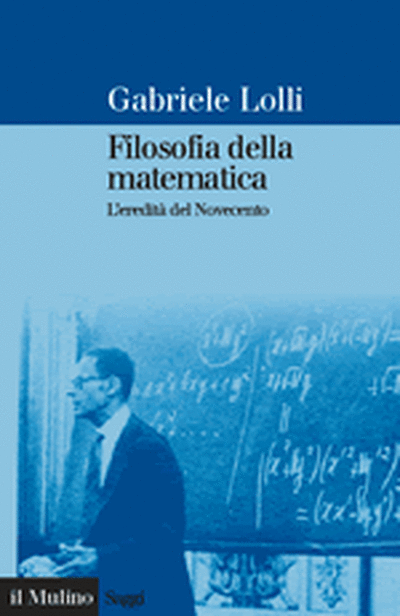 Gabriele Lolli
Filosofia della
matematica
L'eredità del Novecento
il Mulino
Saggi